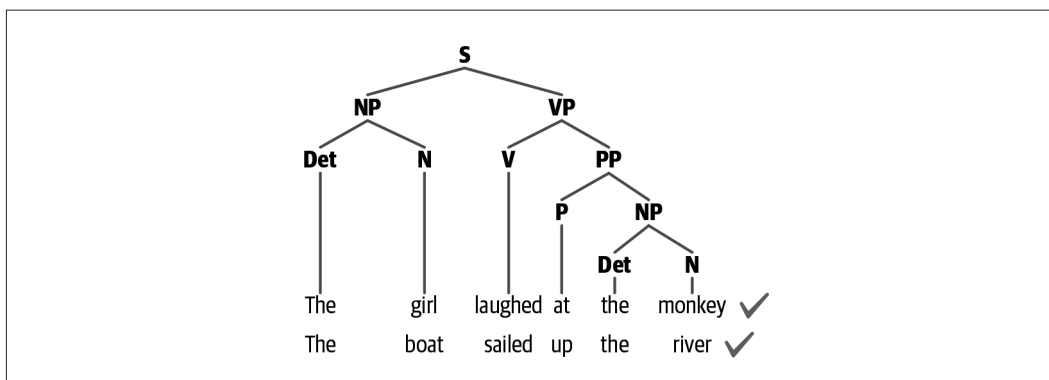 S
NP VP
Det N V PP
P NP
Det N
The girl laughed at the monkey
The boat sailed up the river